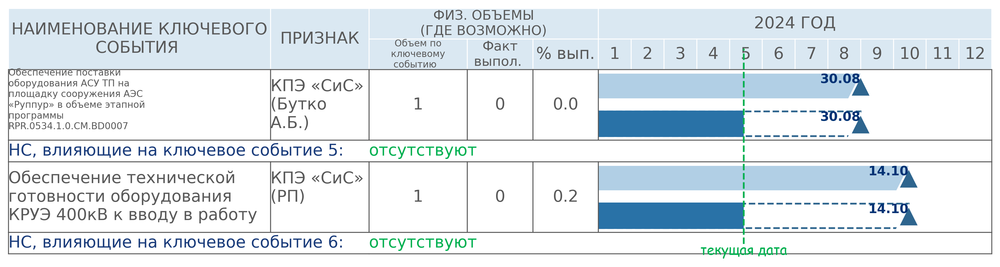 НАИМЕНОВАНИЕ КЛЮЧЕВОГО
СОБЫТИЯ
ПРИЗНАК
ФИЗ. ОБЪЕМЫ
(ГДЕ ВОЗМОЖНО)
2024 ГОД
Объем по
ключевому
событию
Факт
выпол.
% вып.
1 2 3 4 5 6 7 8 9 10 11 12
Обеспечение поставки
оборудования АСУ ТП на
площадку сооружения АЭС
«Руппур» в объеме этапной
программы
RPR.0534.1.0.CM.BD0007
КПЭ «СиС»
(Бутко
А.Б.)
1
0
0.0
30.08
30.08
НС, влияющие на ключевое событие 5: отсутствуют
Обеспечение технической
готовности оборудования
КРУЭ 400кВ к вводу в работу
КПЭ «СиС»
(РП)
1
0
0.2
14.10
14.10
НС, влияющие на ключевое событие 6: отсутствуют
текущая дата